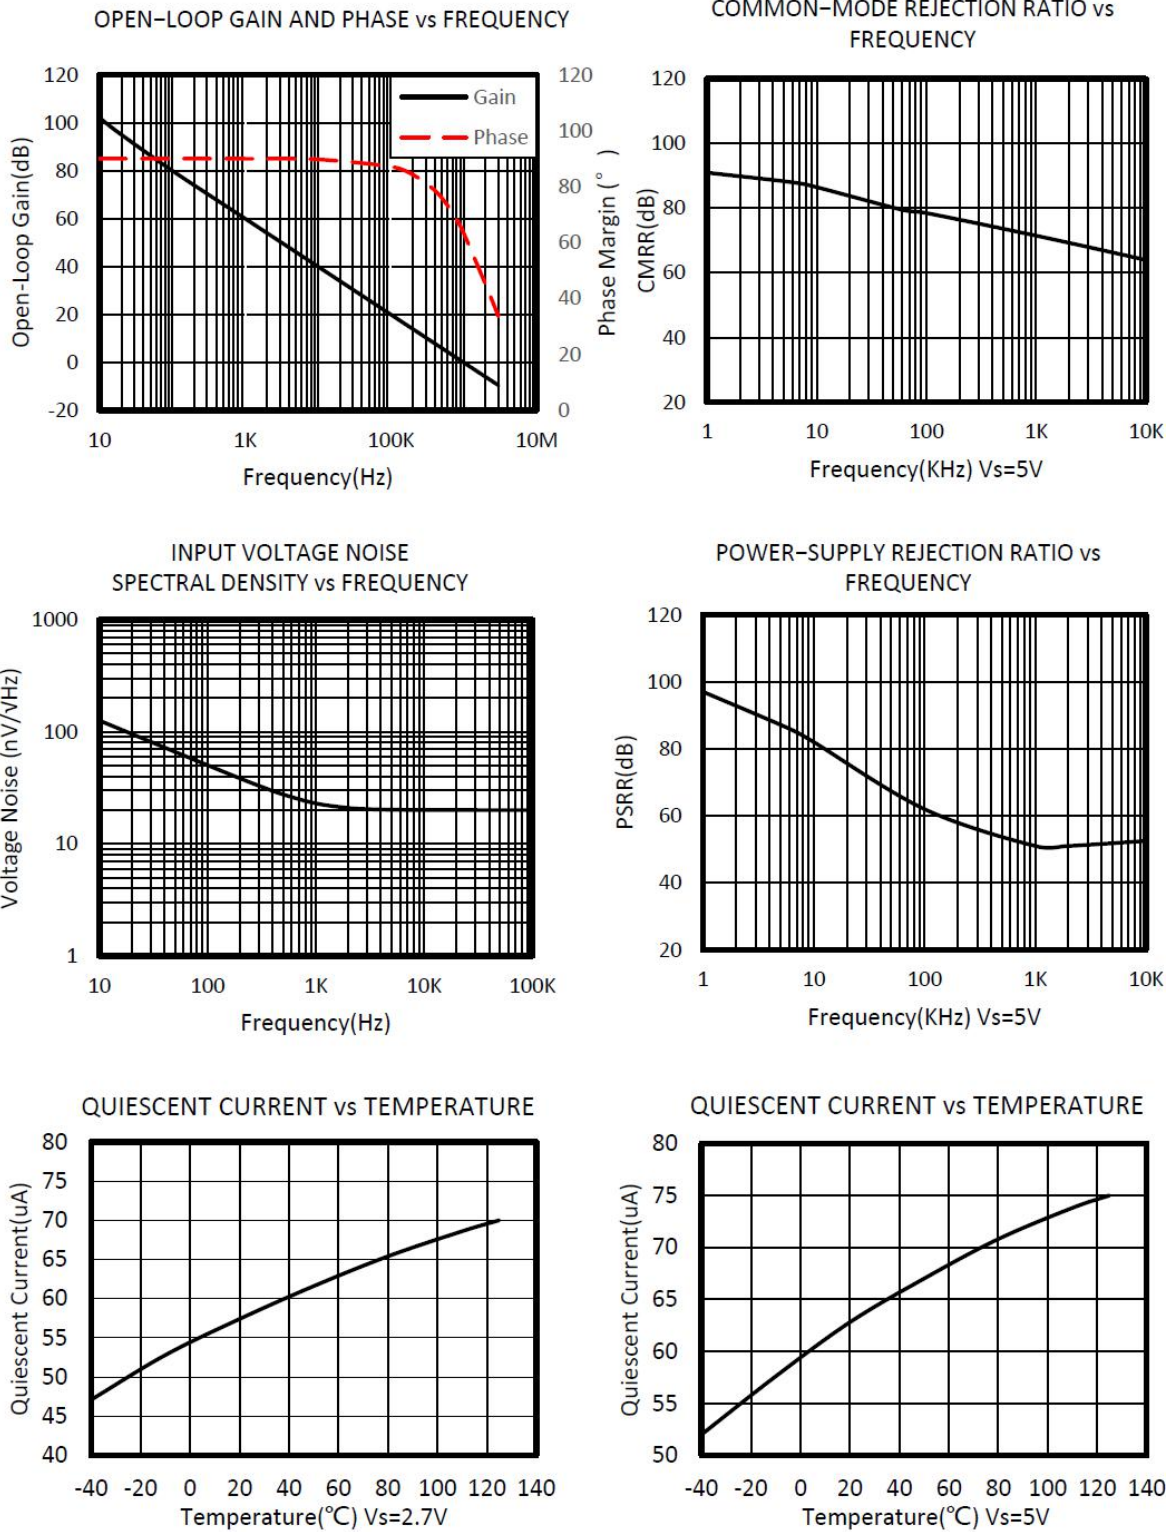 OPEN−LOOP GAIN AND PHASE vs FREQUENCY
120
100
80
60
40
20
0
-20
Open-Loop Gain(dB)
Gain
Phase
120
100
80
60
40
20
0
Phase Margin(°)
10 1K 100K 10M
Frequency(Hz)
COMMON−MODE REJECTION RATIO vs
FREQUENCY
120
100
80
60
40
20
CMRR(dB)
1 10 100 1K 10K
Frequency(KHz) Vs=5V
INPUT VOLTAGE NOISE
SPECTRAL DENSITY vs FREQUENCY
1000
100
10
1
Voltage Noise (nV/√Hz)
10 100 1K 10K 100K
Frequency(Hz)
POWER−SUPPLY REJECTION RATIO vs
FREQUENCY
120
100
80
60
40
20
PSRR(dB)
1 10 100 1K 10K
Frequency(KHz) Vs=5V
QUIESCENT CURRENT vs TEMPERATURE
80
75
70
65
60
55
50
45
40
Quiescent Current(uA)
-40 -20 0 20 40 60 80 100 120 140
Temperature(℃) Vs=2.7V
QUIESCENT CURRENT vs TEMPERATURE
80
75
70
65
60
55
50
Quiescent Current(uA)
-40 -20 0 20 40 60 80 100 120 140
Temperature(℃) Vs=5V